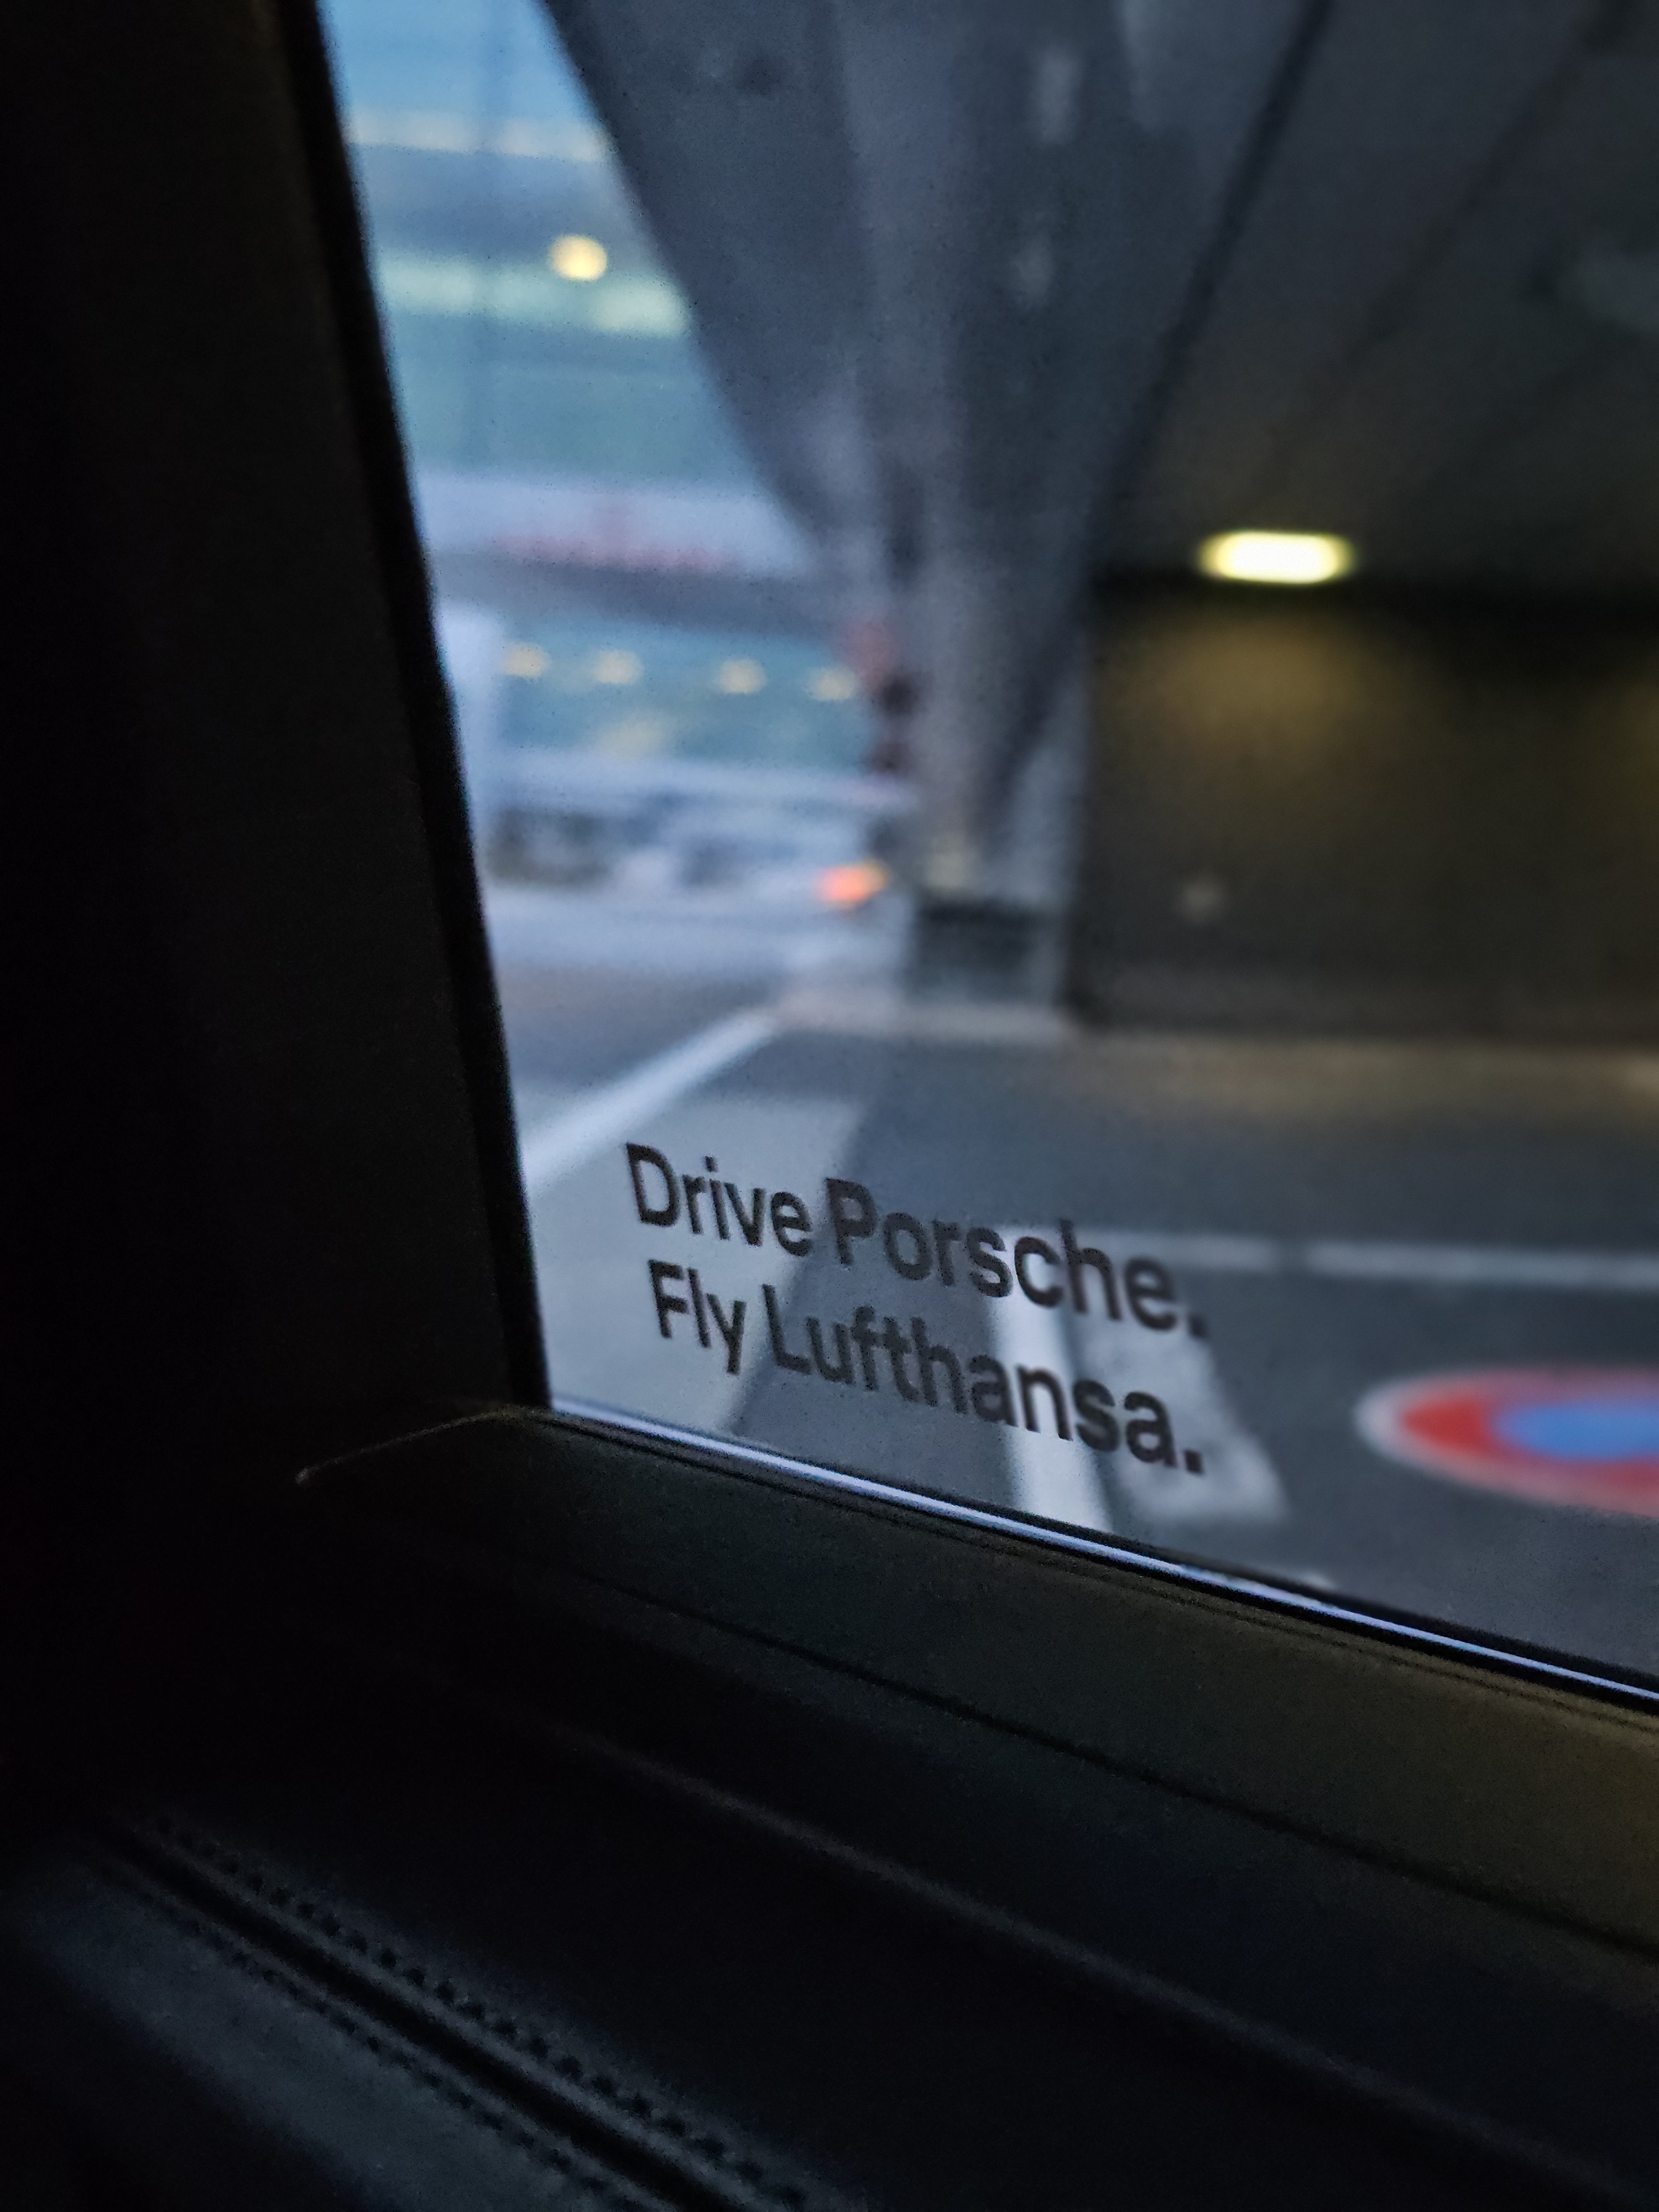 Drive Porsche.
Fly Lufthansa.